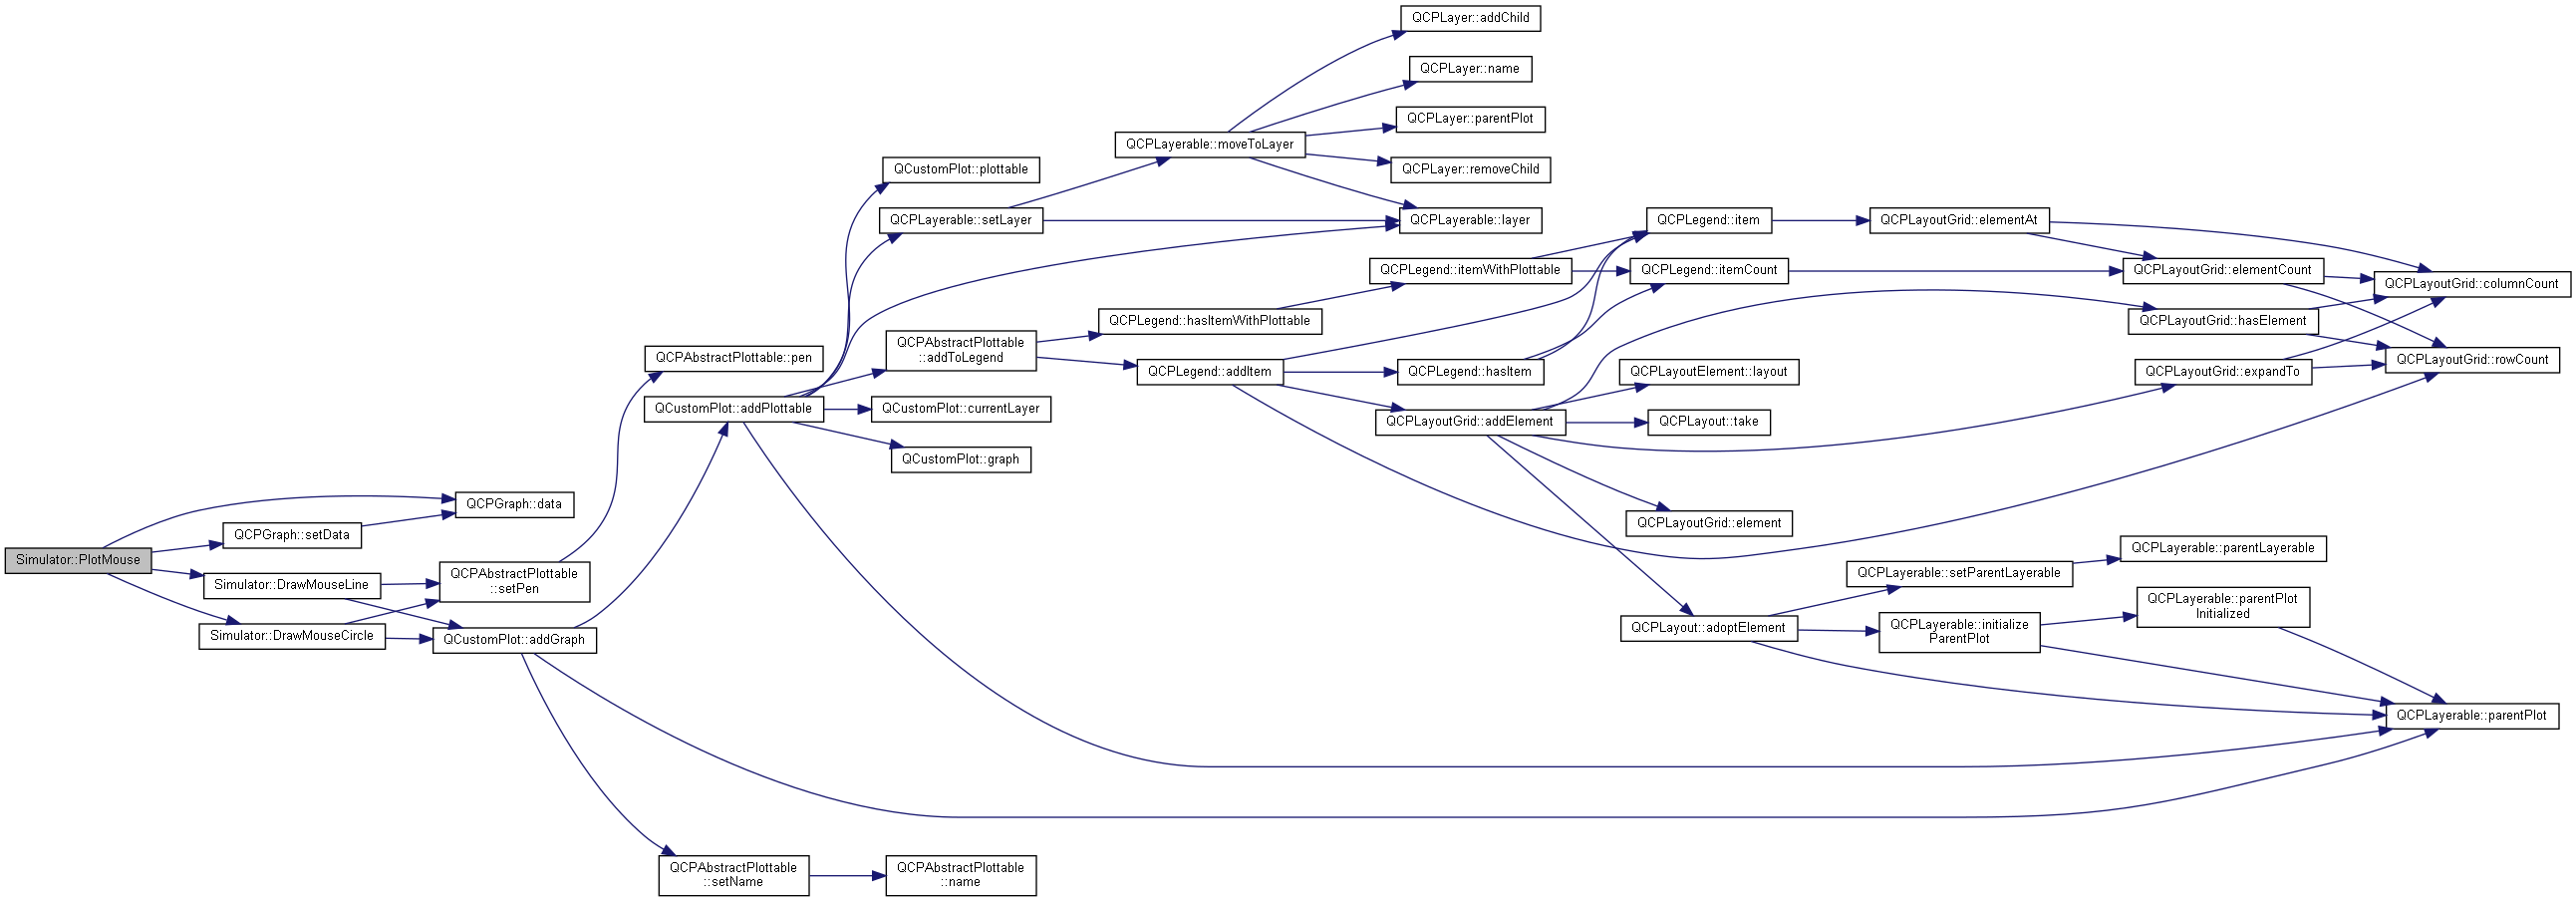 QCPLayer::addChild
QCPLayer::name
QCPLayer::parentPlot
QCPLayerable::moveToLayer
QCustomPlot::plottable
QCPLayer::removeChild
QCPLayerable::setLayer
QCPLayerable::layer
QCPLegend::item
QCPLayoutGrid::elementAt
QCPLegend::itemWithPlottable
QCPLegend::itemCount
QCPLayoutGrid::elementCount
QCPLayoutGrid::columnCount
QCPLegend::hasItemWithPlottable
QCPLayoutGrid::hasElement
QCPAbstractPlottable
::addToLegend
QCPAbstractPlottable::pen
QCPLayoutGrid::rowCount
QCPLegend::addItem
QCPLegend::hasItem
QCPLayoutElement::layout
QCPLayoutGrid::expandTo
QCustomPlot::addPlottable
QCustomPlot::currentLayer
QCPLayoutGrid::addElement
QCPLayout::take
QCustomPlot::graph
QCPGraph::data
QCPLayoutGrid::element
QCPGraph::setData
QCPLayerable::parentLayerable
Simulator::PlotMouse
QCPLayerable::setParentLayerable
Simulator::DrawMouseLine
QCPAbstractPlottable
::setPen
QCPLayerable::parentPlot
Initialized
QCPLayout::adoptElement
QCPLayerable::initialize
ParentPlot
Simulator::DrawMouseCircle
QCustomPlot::addGraph
QCPLayerable::parentPlot
QCPAbstractPlottable
::setName
QCPAbstractPlottable
::name